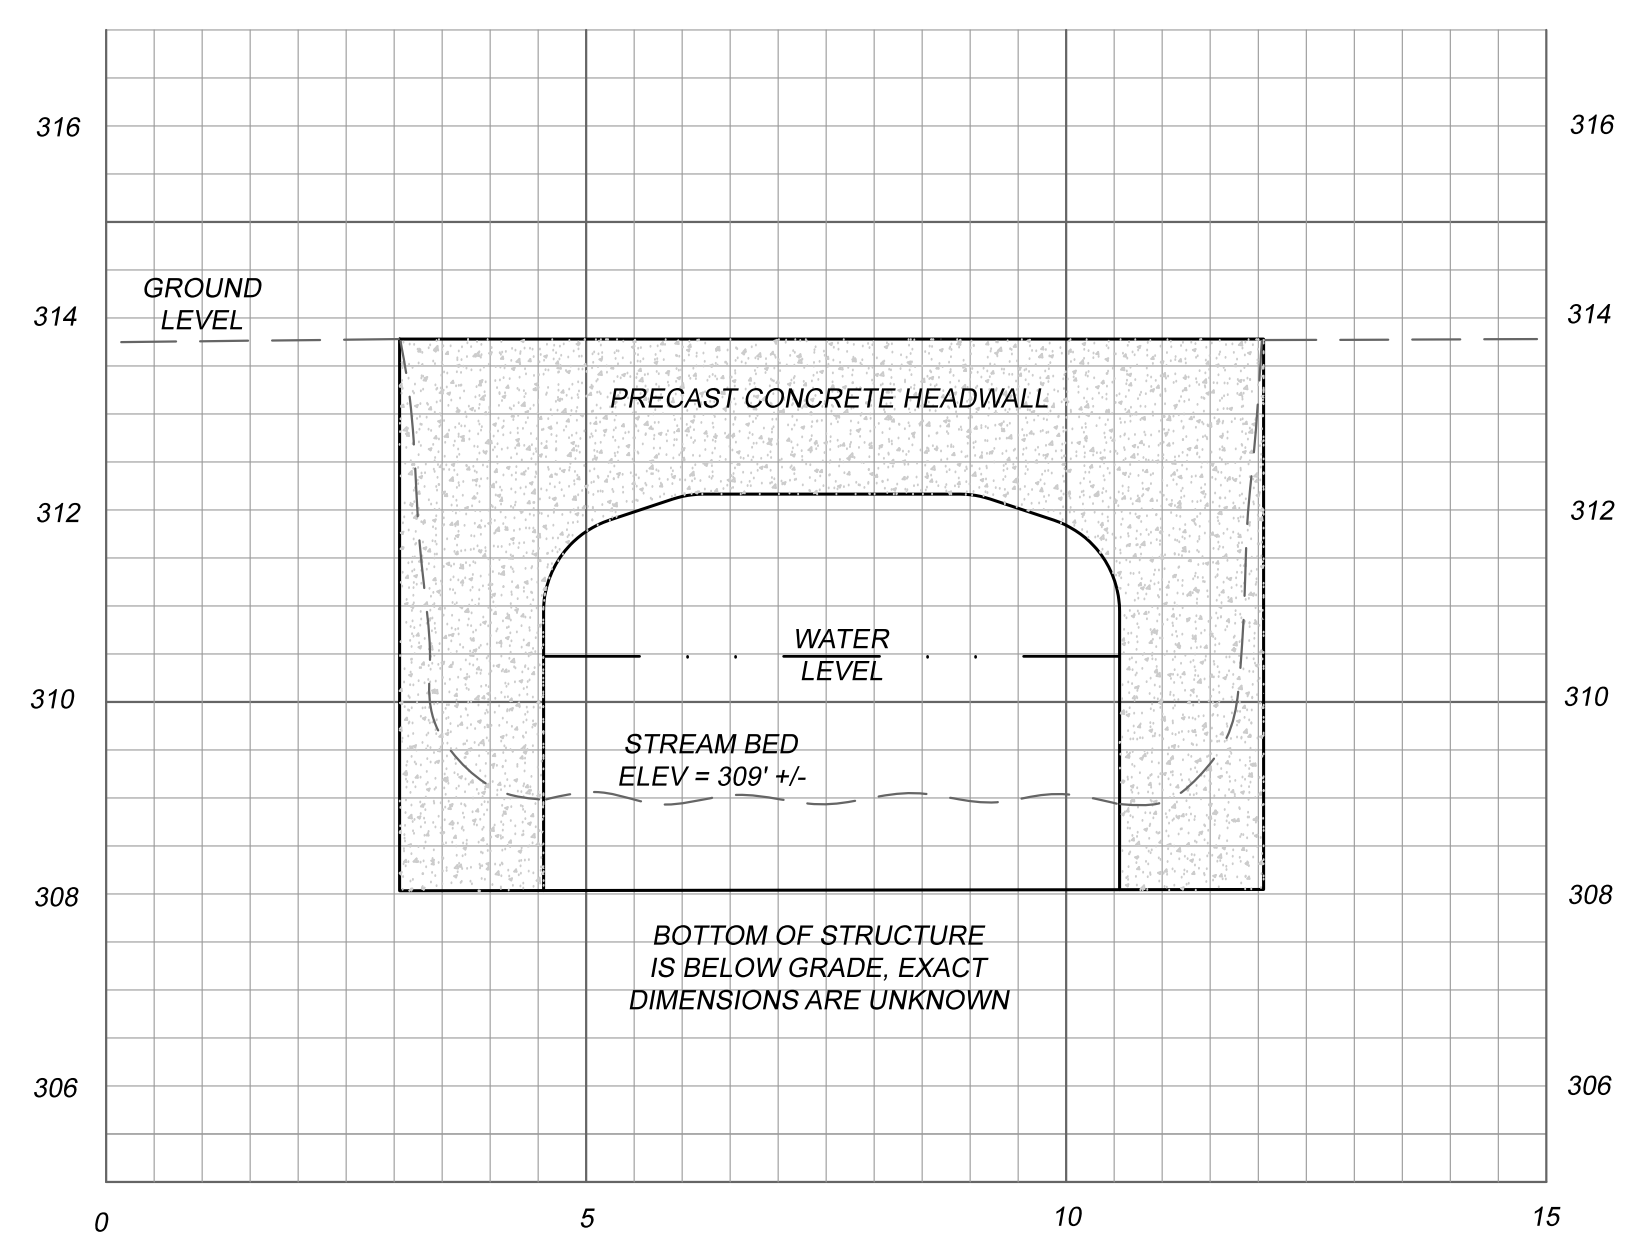 316
316
GROUND
LEVEL
314
314
PRECAST CONCRETE HEADWALL
312
312
WATER
LEVEL
310
310
STREAM BED
ELEV = 309' +/-
308
308
BOTTOM OF STRUCTURE
IS BELOW GRADE, EXACT
DIMENSIONS ARE UNKNOWN
306
306
0
5
10
15